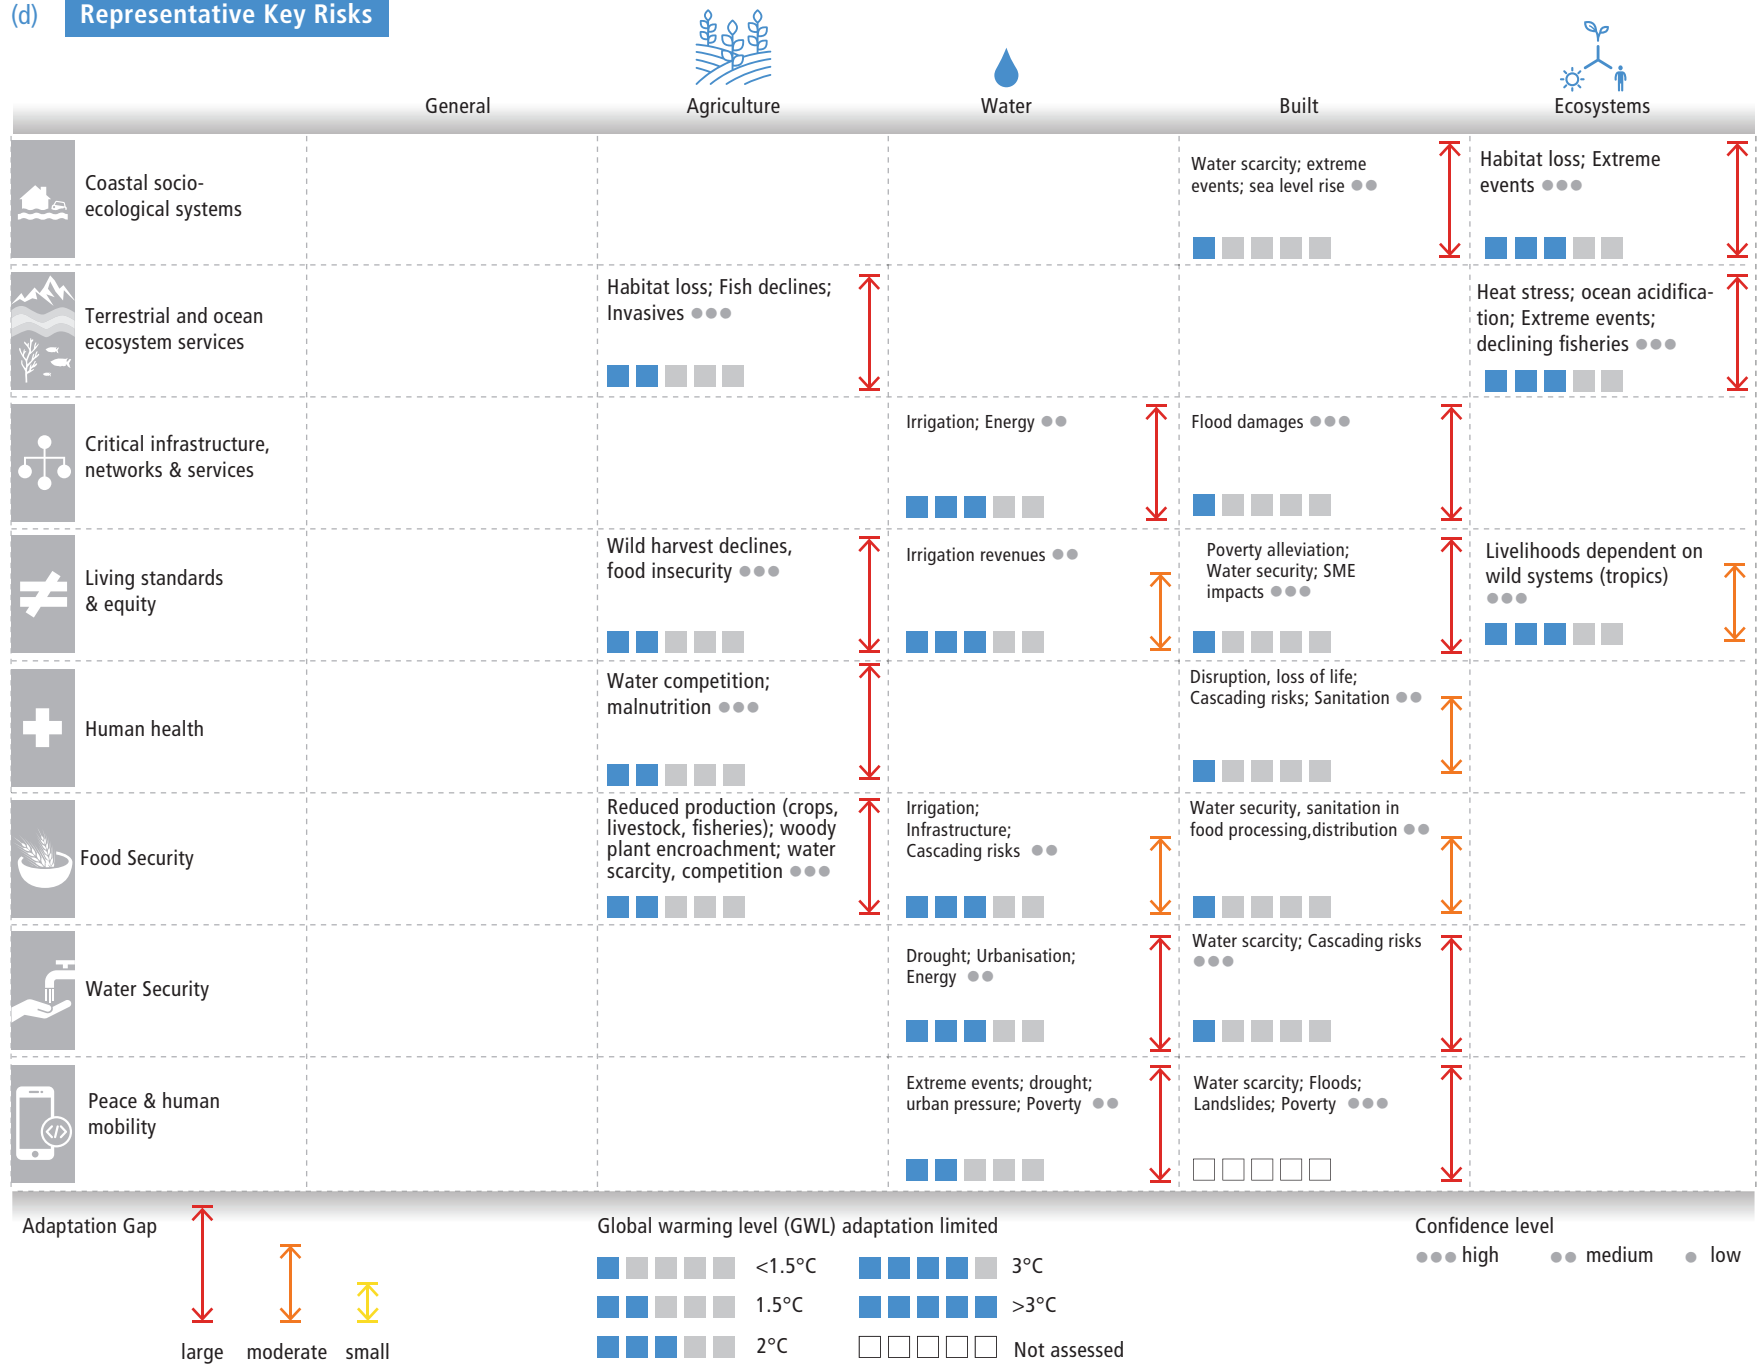 (d) Representative Key Risks
General Agriculture Water Built Ecosystems
Coastal socio-
ecological systems
Water scarcity; extreme
events; sea level rise
Habitat loss; Extreme
events
Terrestrial and ocean
ecosystem services
Habitat loss; Fish declines;
Invasives
Heat stress; ocean acidifica-
tion; Extreme events;
declining fisheries
Critical infrastructure,
networks & services
Irrigation; Energy
Flood damages
Living standards
& equity
Wild harvest declines,
food insecurity
Irrigation revenues
Poverty alleviation;
Water security; SME
impacts
Livelihoods dependent on
wild systems (tropics)
Human health
Water competition;
malnutrition
Disruption, loss of life;
Cascading risks; Sanitation
Food Security
Reduced production (crops,
livestock, fisheries); woody
plant encroachment; water
scarcity, competition
Irrigation;
Infrastructure;
Cascading risks
Water security, sanitation in
food processing,distribution
Water Security
Drought; Urbanisation;
Energy
Water scarcity; Cascading risks
Peace & human
mobility
</>
Extreme events; drought;
urban pressure; Poverty
Water scarcity; Floods;
Landslides; Poverty
Adaptation Gap
large moderate small
Global warming level (GWL) adaptation limited
<1.5°C
1.5°C
2°C
3°C
>3°C
Not assessed
Confidence level
high medium low